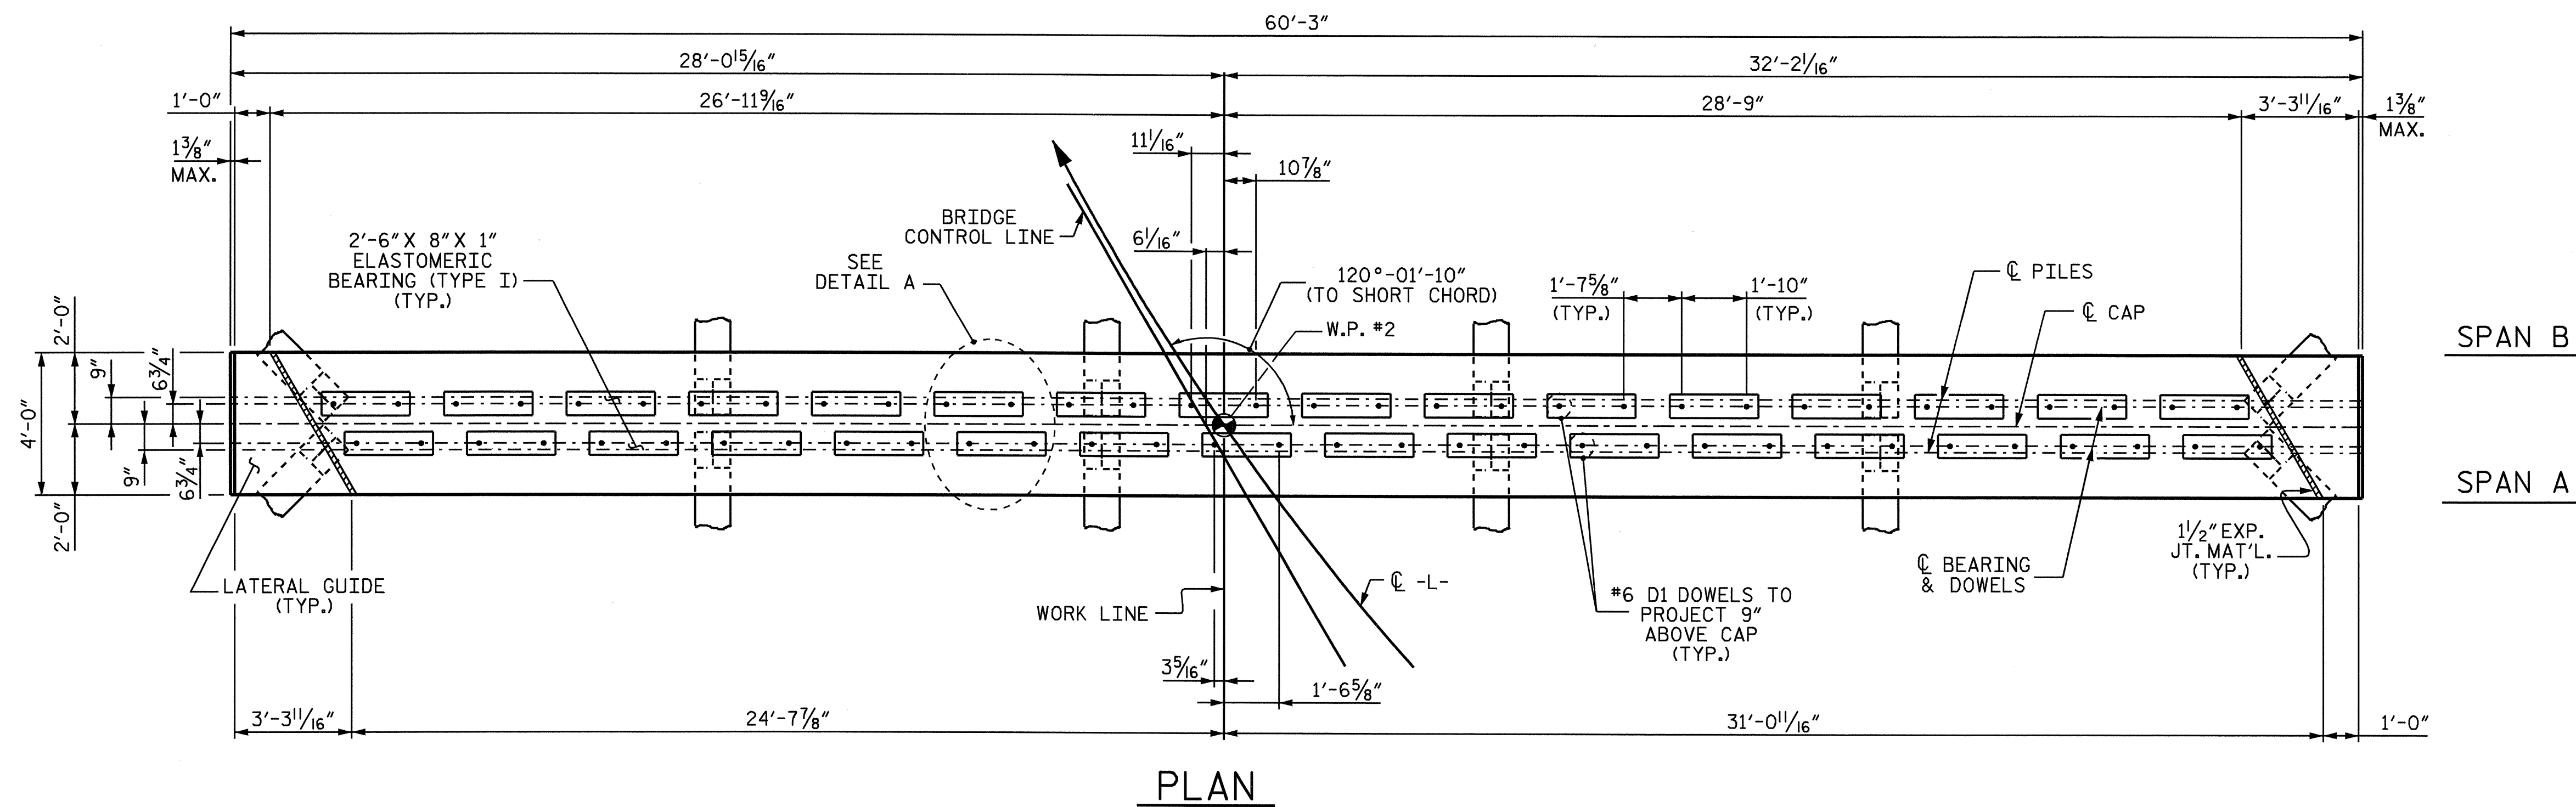 60'-3"
28'-0 15/16"
32'-2 1/16"
1'-0"
26'-11 9/16"
28'-9"
3'-3 11/16"
1 3/8"
MAX.
1 3/8"
MAX.
11 1/16"
10 7/8"
BRIDGE
CONTROL LINE
6 1/16"
2'-6" X 8" X 1"
ELASTOMERIC
BEARING (TYPE I)
(TYP.)
SEE
DETAIL A
120°-01'-10"
(TO SHORT CHORD)
W.P. #2
1'-7 5/8"
(TYP.)
1'-10"
(TYP.)
℄ PILES
℄ CAP
SPAN B
2'-0"
9"
6 3/4"
4'-0"
9"
6 3/4"
2'-0"
SPAN A
LATERAL GUIDE
(TYP.)
WORK LINE
℄ -L-
#6 D1 DOWELS TO
PROJECT 9"
ABOVE CAP
(TYP.)
℄ BEARING
& DOWELS
1 1/2" EXP.
JT. MAT'L.
(TYP.)
3 5/16"
1'-6 5/8"
3'-3 11/16"
24'-7 7/8"
31'-0 11/16"
1'-0"
PLAN